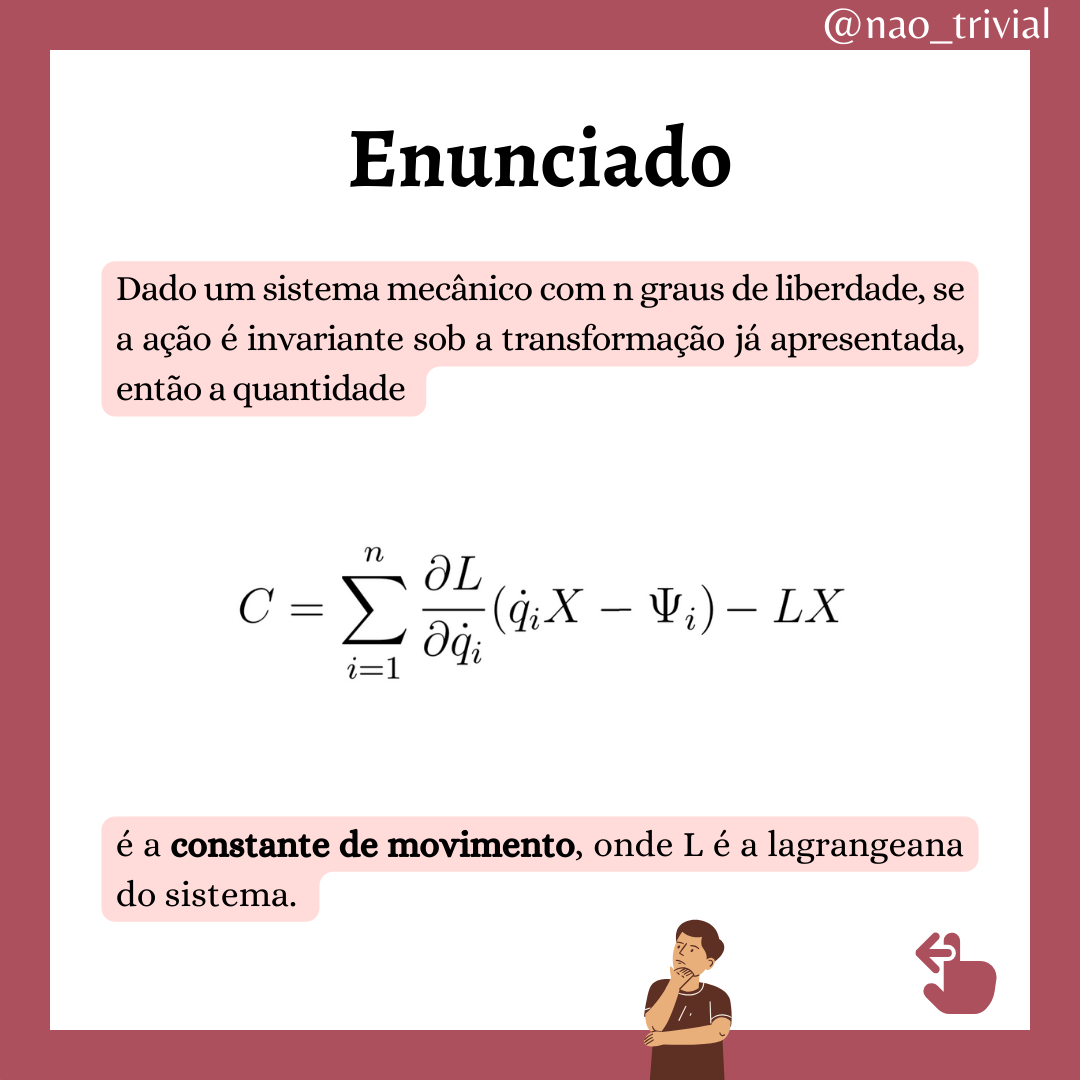 @nao_trivial
Enunciado
Dado um sistema mecânico com n graus de liberdade, se
a ação é invariante sob a transformação já apresentada,
então a quantidade
C = \sum_{i=1}^{n} \frac{\partial L}{\partial \dot{q}_i} (\dot{q}_i X − \Psi_i) − LX
é a constante de movimento, onde L é a lagrangeana
do sistema.